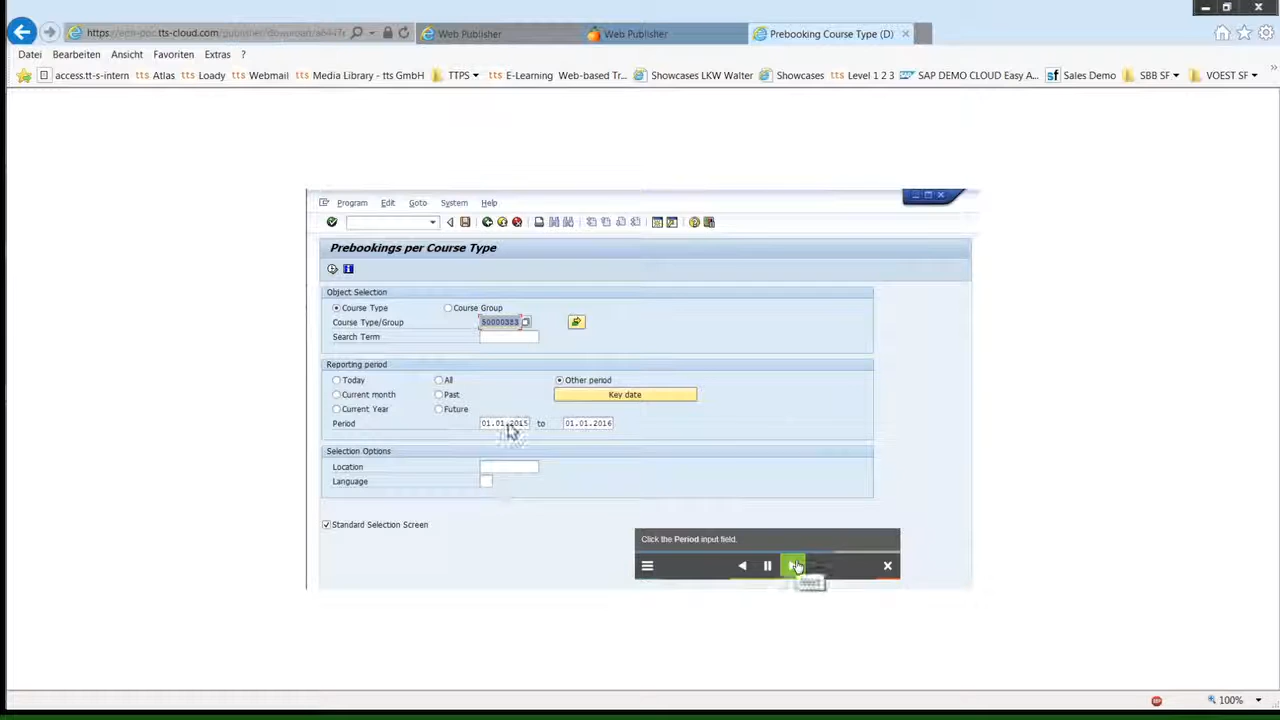 Web Publisher
Web Publisher
Prebooking Course Type (D)
Datei Bearbeiten Ansicht Favoriten Extras ?
access.tt-s-intern tts Atlas tts Loady tts Webmail tts Media Library - tts GmbH TTPS tts E-Learning Web-based Tr... Showcases LKW Walter Showcases tts Level 1 2 3 SAP DEMO CLOUD Easy A... sf Sales Demo SBB SF VOEST SF
Program Edit Goto System Help
Prebookings per Course Type
Object Selection
Course Type Course Group
Course Type/Group 50000383
Search Term
Reporting period
Today All Other period
Current month Past Key date
Current Year Future
Period 01.01.2015 to 01.01.2016
Selection Options
Location
Language
Standard Selection Screen
Click the Period input field.
100%